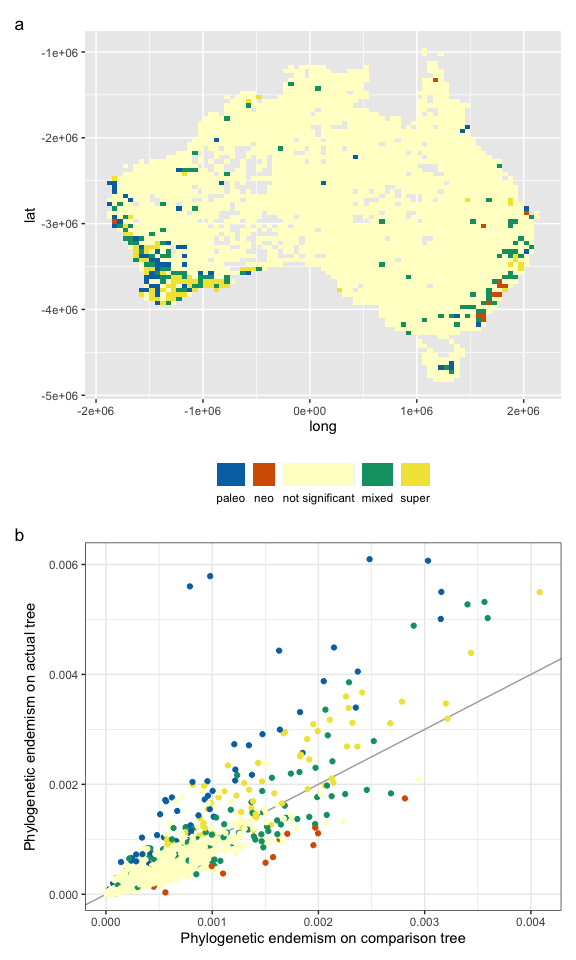 a
-1e+06
-2e+06
-3e+06
-4e+06
-5e+06
lat
-2e+06 -1e+06 0e+00 1e+06 2e+06
long
paleo neo not significant mixed super
b
0.006
0.004
0.002
0.000
Phylogenetic endemism on actual tree
0.000 0.001 0.002 0.003 0.004
Phylogenetic endemism on comparison tree